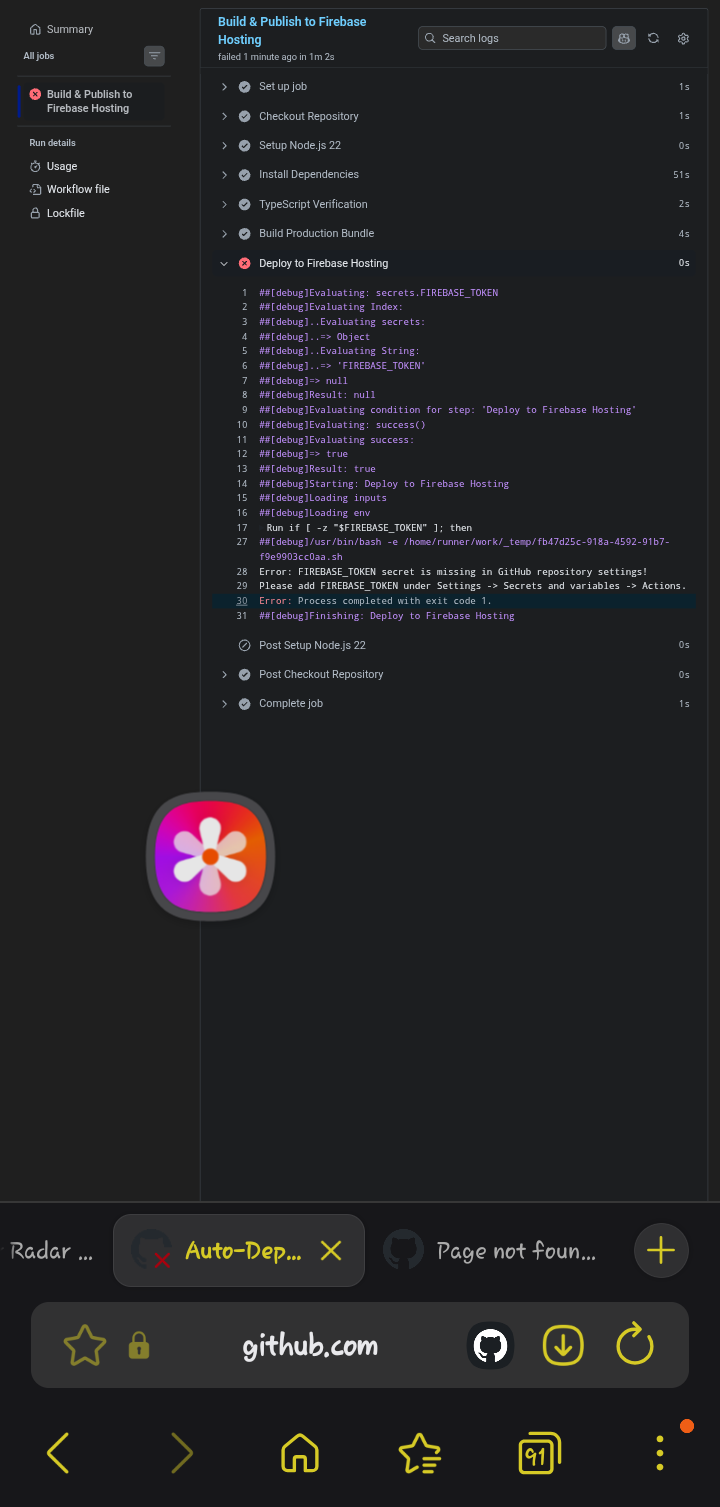 Summary
All jobs
Build & Publish to
Firebase Hosting
Run details
Usage
Workflow file
Lockfile
Build & Publish to Firebase
Hosting
failed 1 minute ago in 1m 2s
Search logs
Set up job 1s
Checkout Repository 1s
Setup Node.js 22 0s
Install Dependencies 51s
TypeScript Verification 2s
Build Production Bundle 4s
Deploy to Firebase Hosting 0s
1 ##[debug]Evaluating: secrets.FIREBASE_TOKEN
2 ##[debug]Evaluating Index:
3 ##[debug]..Evaluating secrets:
4 ##[debug]..=> Object
5 ##[debug]..Evaluating String:
6 ##[debug]..=> 'FIREBASE_TOKEN'
7 ##[debug]=> null
8 ##[debug]Result: null
9 ##[debug]Evaluating condition for step: 'Deploy to Firebase Hosting'
10 ##[debug]Evaluating: success()
11 ##[debug]Evaluating success:
12 ##[debug]=> true
13 ##[debug]Result: true
14 ##[debug]Starting: Deploy to Firebase Hosting
15 ##[debug]Loading inputs
16 ##[debug]Loading env
17 Run if [ -z "$FIREBASE_TOKEN" ]; then
27 ##[debug]/usr/bin/bash -e /home/runner/work/_temp/fb47d25c-918a-4592-91b7-
f9e9903cc0aa.sh
28 Error: FIREBASE_TOKEN secret is missing in GitHub repository settings!
29 Please add FIREBASE_TOKEN under Settings -> Secrets and variables -> Actions.
30 Error: Process completed with exit code 1.
31 ##[debug]Finishing: Deploy to Firebase Hosting
Post Setup Node.js 22 0s
Post Checkout Repository 0s
Complete job 1s
Radar ...
Auto-Dep...
Page not foun...
github.com
91